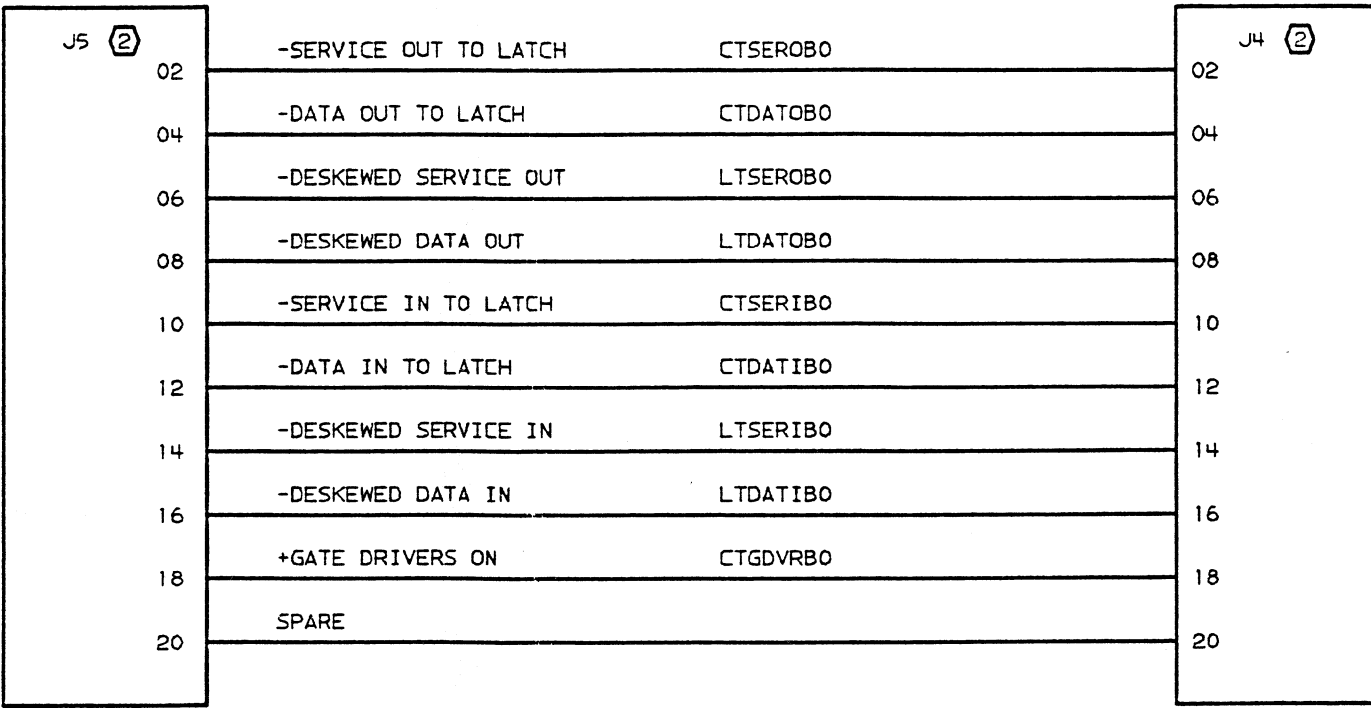 J5 2 J4 2
-SERVICE OUT TO LATCH CTSEROBO
02 02
-DATA OUT TO LATCH CTDATOBO
04 04
-DESKEWED SERVICE OUT LTSEROBO
06 06
-DESKEWED DATA OUT LTDATOBO
08 08
-SERVICE IN TO LATCH CTSERIBO
10 10
-DATA IN TO LATCH CTDATIBO
12 12
-DESKEWED SERVICE IN LTSERIBO
14 14
-DESKEWED DATA IN LTDATIBO
16 16
+GATE DRIVERS ON CTGDVRBO
18 18
SPARE
20 20